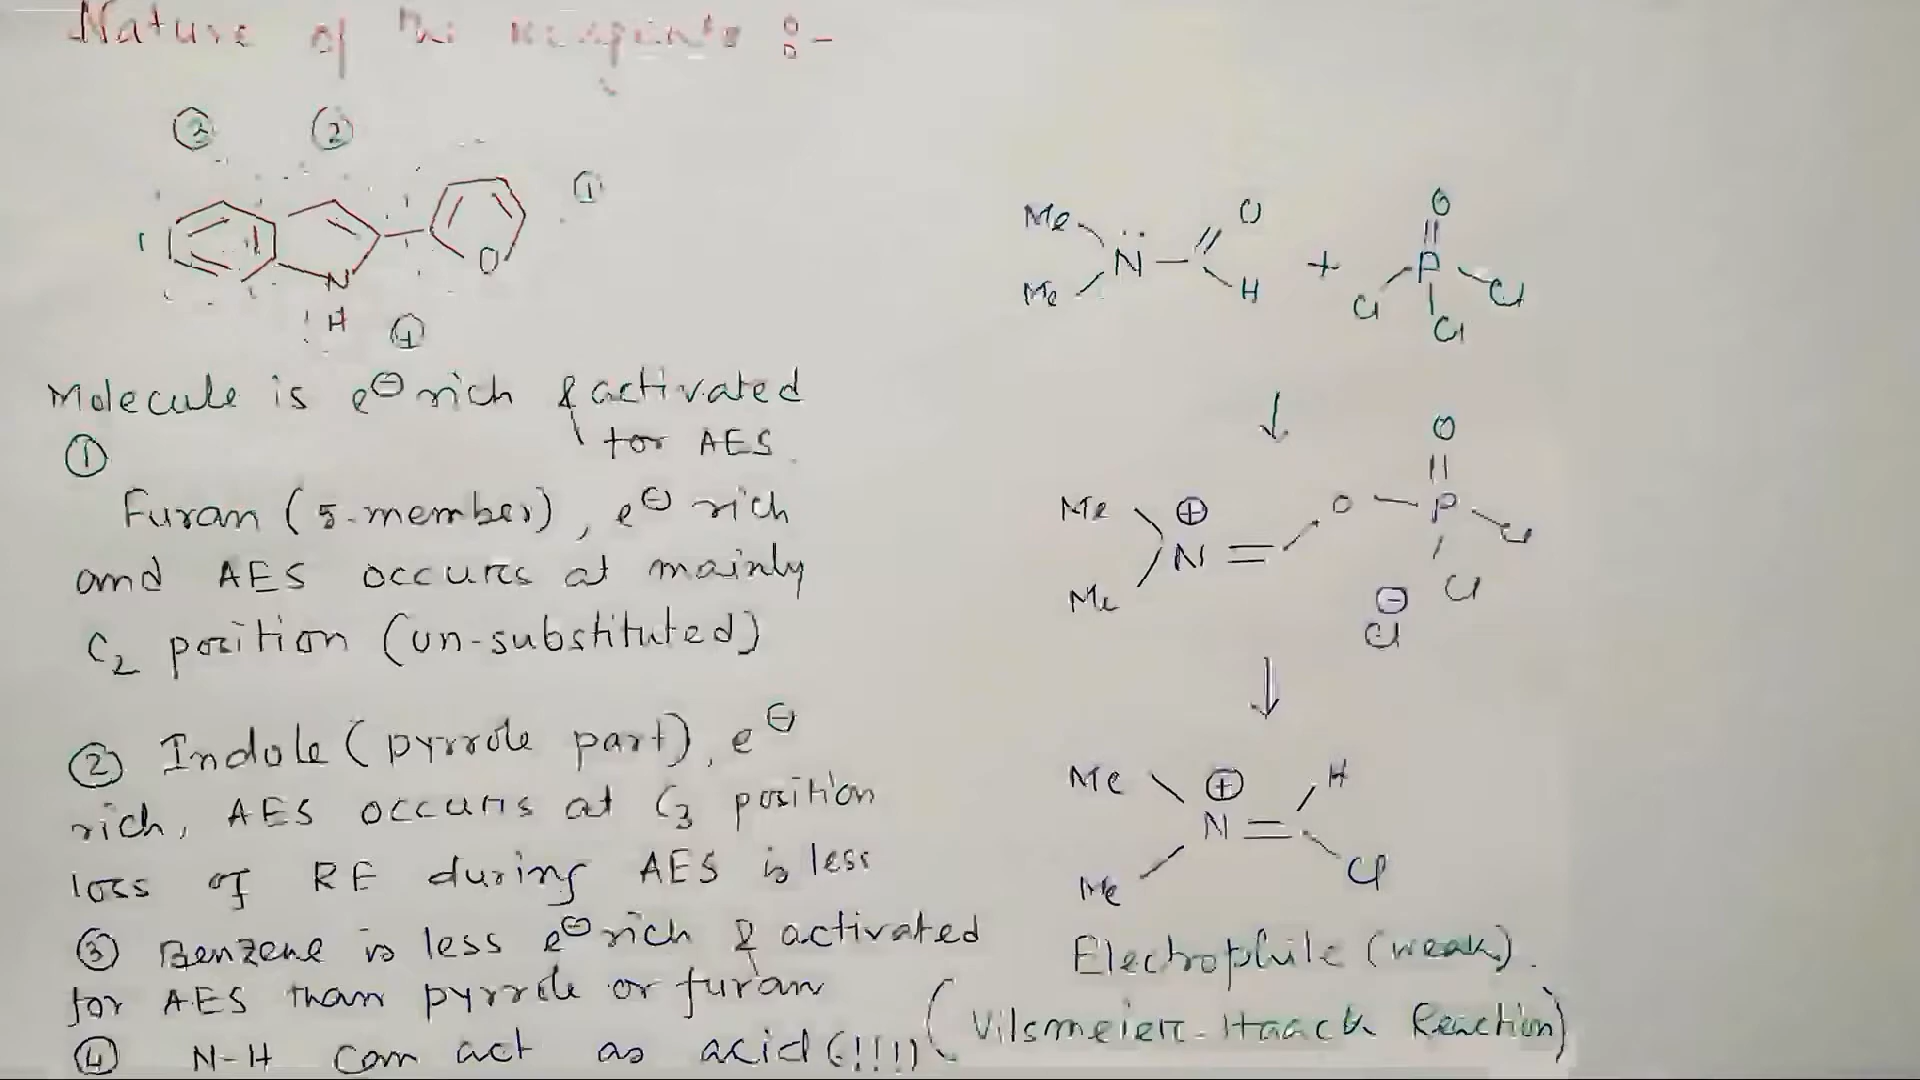 Nature of the reagents :-
③ ②
①
N
H
O
④
Molecule is e⊖ rich & activated
for AES
①
Furan (5-member), e⊖ rich
and AES occurs at mainly
C2 position (un-substituted)
② Indole (pyrrole part), e⊖
rich, AES occurs at C3 position
loss of RE during AES is less
③ Benzene is less e⊖ rich & activated
for AES than pyrrole or furan
④ N-H can act as acid (!!!!)
Me O O
N + P
Me H Cl Cl
Cl
↓
O
Me ⊕ O P
N = Cl
Me ⊖ Cl
Cl
↓
Me ⊕ H
N =
Me Cl
Electrophile (weak).
(Vilsmeier-Haack Reaction)